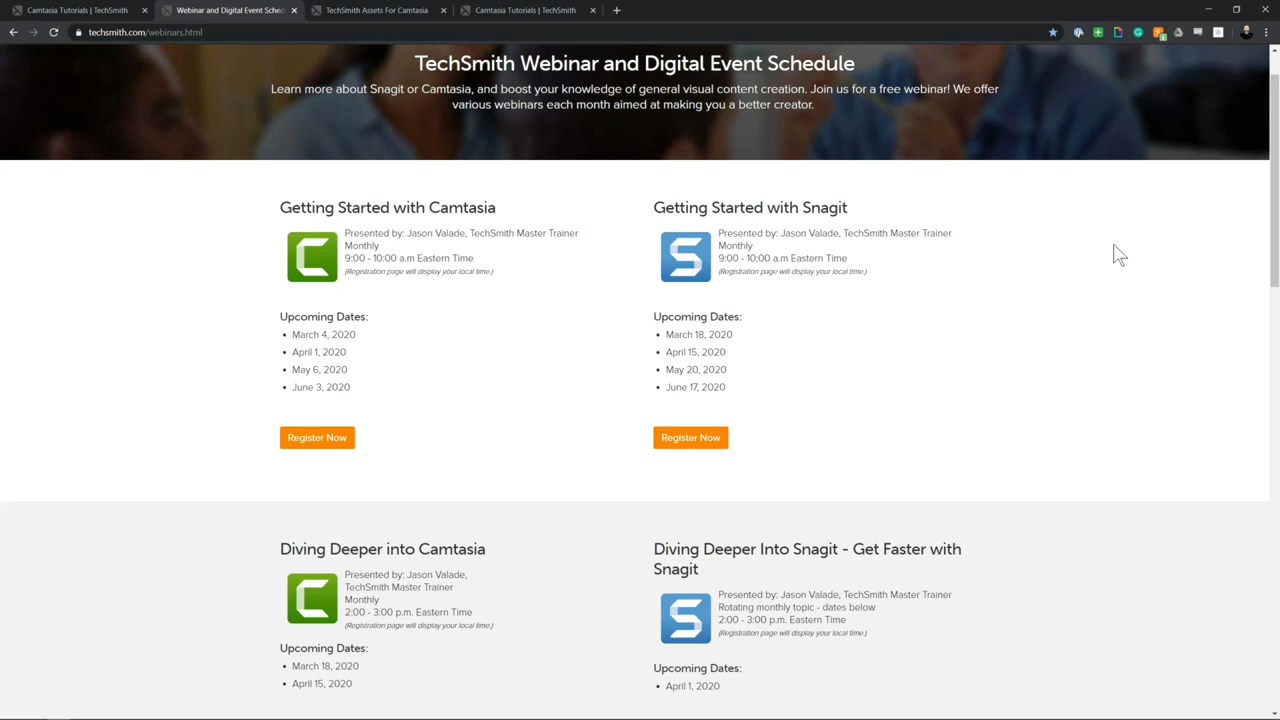 Camtasia Tutorials | TechSmith
Webinar and Digital Event Sched
TechSmith Assets For Camtasia
Camtasia Tutorials | TechSmith
techsmith.com/webinars.html
TechSmith Webinar and Digital Event Schedule
Learn more about Snagit or Camtasia, and boost your knowledge of general visual content creation. Join us for a free webinar! We offer
various webinars each month aimed at making you a better creator.
Getting Started with Camtasia
Presented by: Jason Valade, TechSmith Master Trainer
Monthly
9:00 - 10:00 a.m Eastern Time
(Registration page will display your local time.)
Upcoming Dates:
• March 4, 2020
• April 1, 2020
• May 6, 2020
• June 3, 2020
Register Now
Getting Started with Snagit
Presented by: Jason Valade, TechSmith Master Trainer
Monthly
9:00 - 10:00 a.m Eastern Time
(Registration page will display your local time.)
Upcoming Dates:
• March 18, 2020
• April 15, 2020
• May 20, 2020
• June 17, 2020
Register Now
Diving Deeper into Camtasia
Presented by: Jason Valade,
TechSmith Master Trainer
Monthly
2:00 - 3:00 p.m. Eastern Time
(Registration page will display your local time.)
Upcoming Dates:
• March 18, 2020
• April 15, 2020
Diving Deeper Into Snagit - Get Faster with
Snagit
Presented by: Jason Valade, TechSmith Master Trainer
Rotating monthly topic - dates below
2:00 - 3:00 p.m. Eastern Time
(Registration page will display your local time.)
Upcoming Dates:
• April 1, 2020